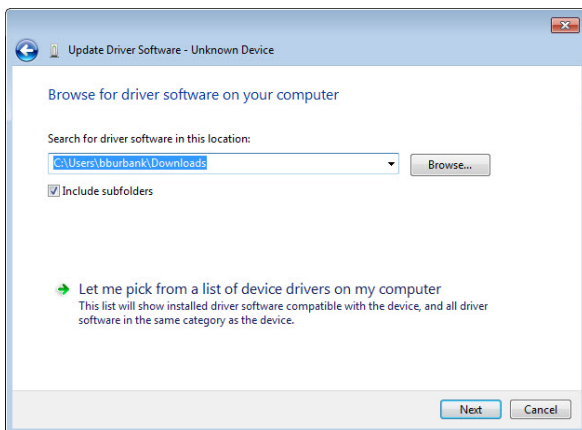 Update Driver Software - Unknown Device
Browse for driver software on your computer
Search for driver software in this location:
C:\Users\bburbank\Downloads
Browse...
Include subfolders
Let me pick from a list of device drivers on my computer
This list will show installed driver software compatible with the device, and all driver
software in the same category as the device.
Next
Cancel